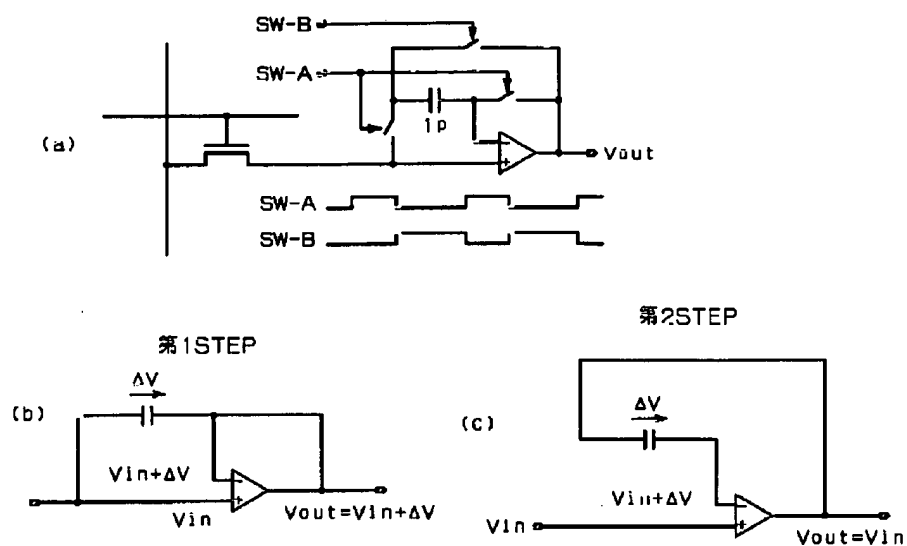 SW-B
SW-A
1p
(a)
Vout
SW-A
SW-B
第1STEP
第2STEP
ΔV
(b)
Vin+ΔV
Vin
Vout=Vin+ΔV
ΔV
(c)
Vin+ΔV
Vin
Vout=Vin